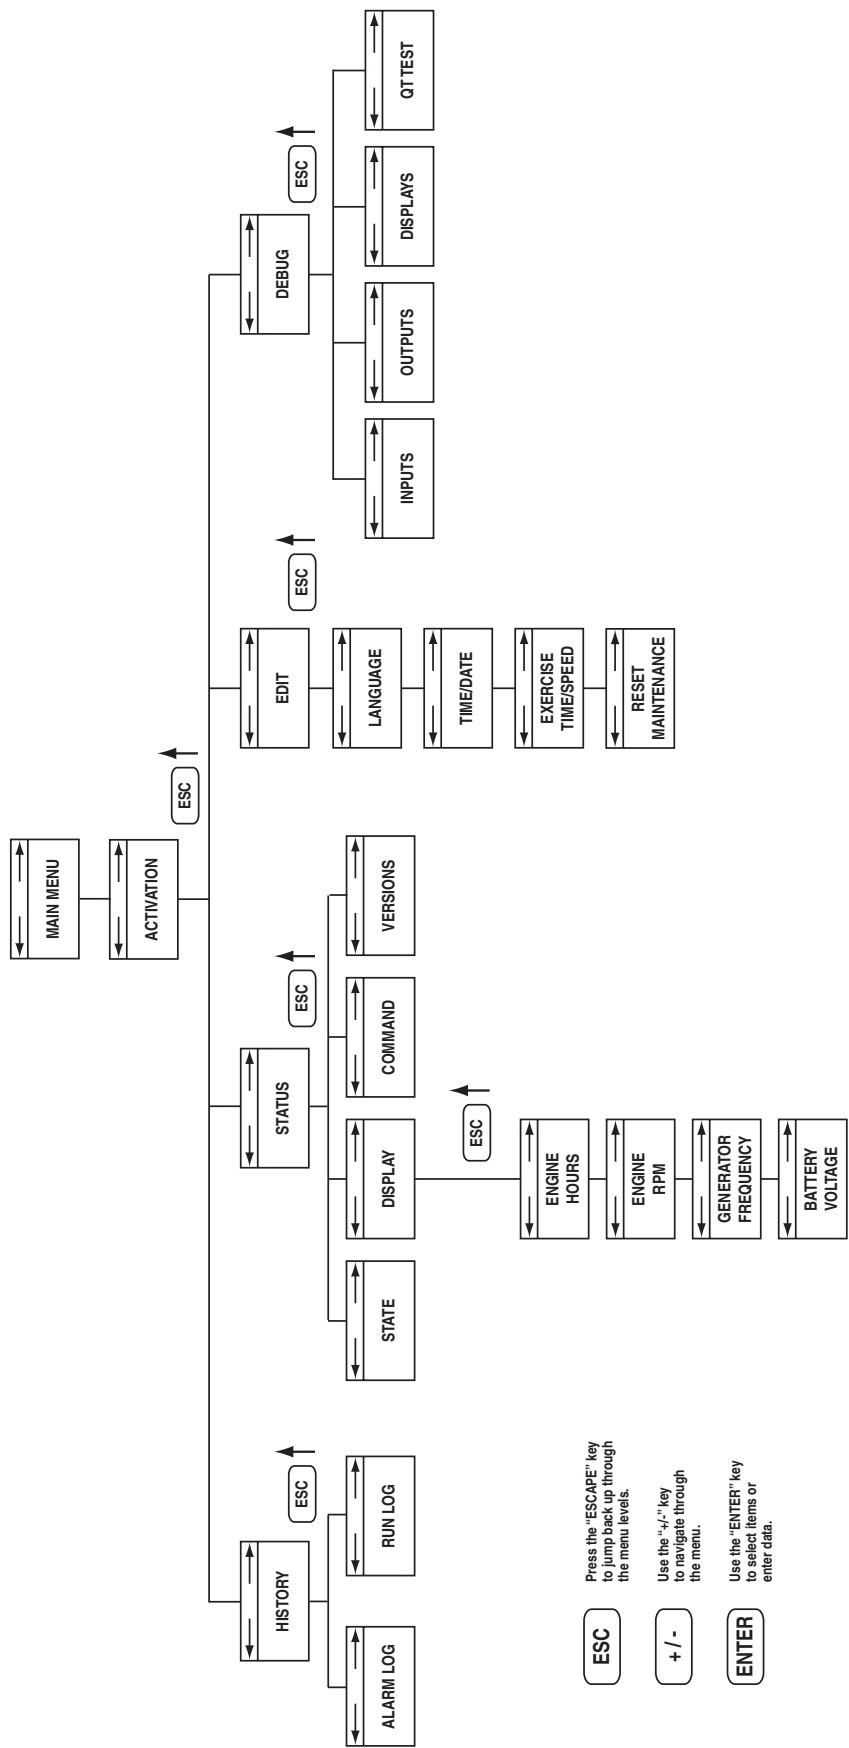 MAIN MENU
ACTIVATION
ESC
HISTORY
ESC
ALARM LOG
RUN LOG
STATUS
ESC
STATE
DISPLAY
COMMAND
VERSIONS
ESC
ENGINE
HOURS
ENGINE
RPM
GENERATOR
FREQUENCY
BATTERY
VOLTAGE
EDIT
ESC
LANGUAGE
TIME/DATE
EXERCISE
TIME/SPEED
RESET
MAINTENANCE
DEBUG
ESC
INPUTS
OUTPUTS
DISPLAYS
QT TEST
ESC
Press the "ESCAPE" key
to jump back up through
the menu levels.
+ / -
Use the "+/-" key
to navigate through
the menu.
ENTER
Use the "ENTER" key
to select items or
enter data.